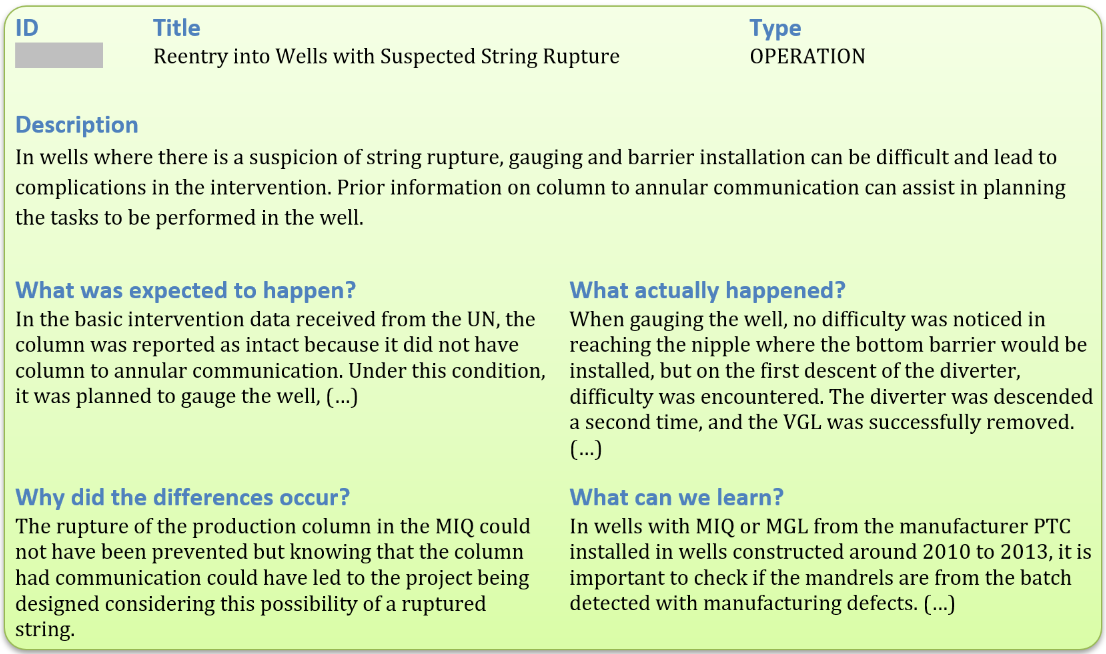 ID Title Type
Reentry into Wells with Suspected String Rupture OPERATION
Description
In wells where there is a suspicion of string rupture, gauging and barrier installation can be difficult and lead to
complications in the intervention. Prior information on column to annular communication can assist in planning
the tasks to be performed in the well.
What was expected to happen?
In the basic intervention data received from the UN, the
column was reported as intact because it did not have
column to annular communication. Under this condition,
it was planned to gauge the well, (...)
What actually happened?
When gauging the well, no difficulty was noticed in
reaching the nipple where the bottom barrier would be
installed, but on the first descent of the diverter,
difficulty was encountered. The diverter was descended
a second time, and the VGL was successfully removed.
(...)
Why did the differences occur?
The rupture of the production column in the MIQ could
not have been prevented but knowing that the column
had communication could have led to the project being
designed considering this possibility of a ruptured
string.
What can we learn?
In wells with MIQ or MGL from the manufacturer PTC
installed in wells constructed around 2010 to 2013, it is
important to check if the mandrels are from the batch
detected with manufacturing defects. (...)